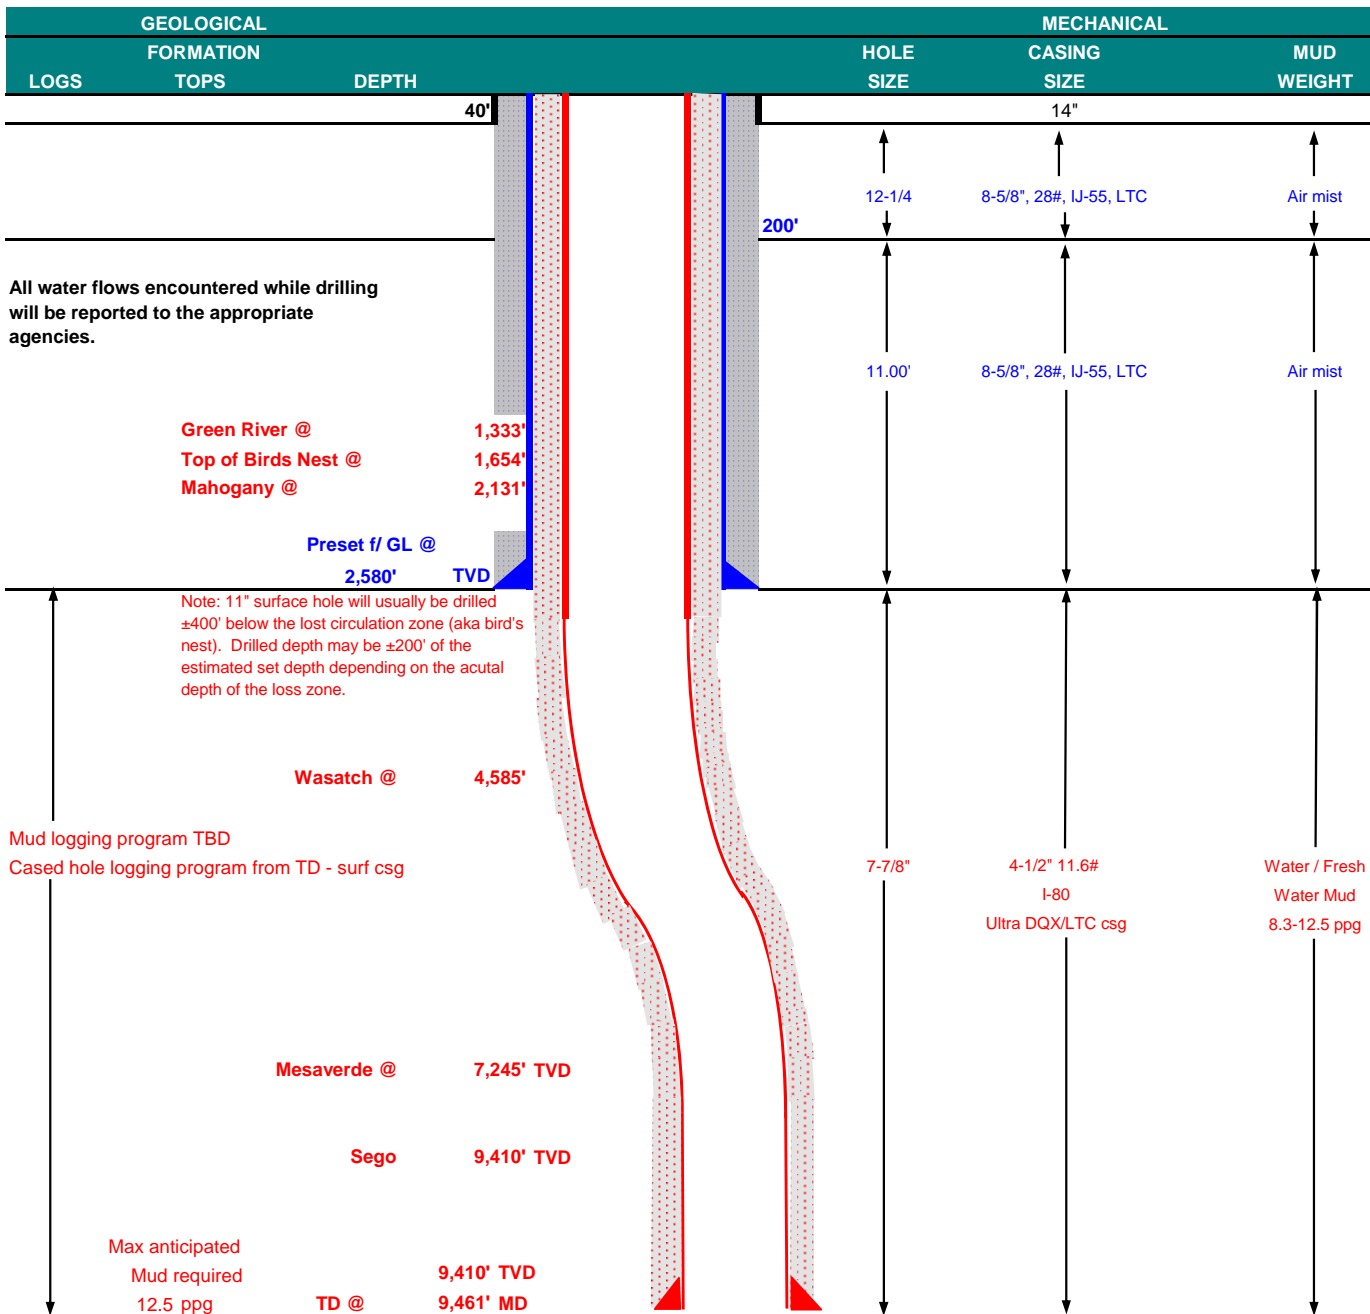 GEOLOGICAL MECHANICAL
FORMATION HOLE CASING MUD
LOGS TOPS DEPTH SIZE SIZE WEIGHT
40' 14"
12-1/4 8-5/8", 28#, IJ-55, LTC Air mist
200'
All water flows encountered while drilling
will be reported to the appropriate
agencies.
11.00' 8-5/8", 28#, IJ-55, LTC Air mist
Green River @ 1,333'
Top of Birds Nest @ 1,654'
Mahogany @ 2,131'
Preset f/ GL @
2,580' TVD
Note: 11" surface hole will usually be drilled
±400' below the lost circulation zone (aka bird's
nest). Drilled depth may be ±200' of the
estimated set depth depending on the acutal
depth of the loss zone.
Wasatch @ 4,585'
Mud logging program TBD
Cased hole logging program from TD - surf csg
7-7/8" 4-1/2" 11.6# Water / Fresh
I-80 Water Mud
Ultra DQX/LTC csg 8.3-12.5 ppg
Mesaverde @ 7,245' TVD
Sego 9,410' TVD
Max anticipated
Mud required 9,410' TVD
12.5 ppg TD @ 9,461' MD